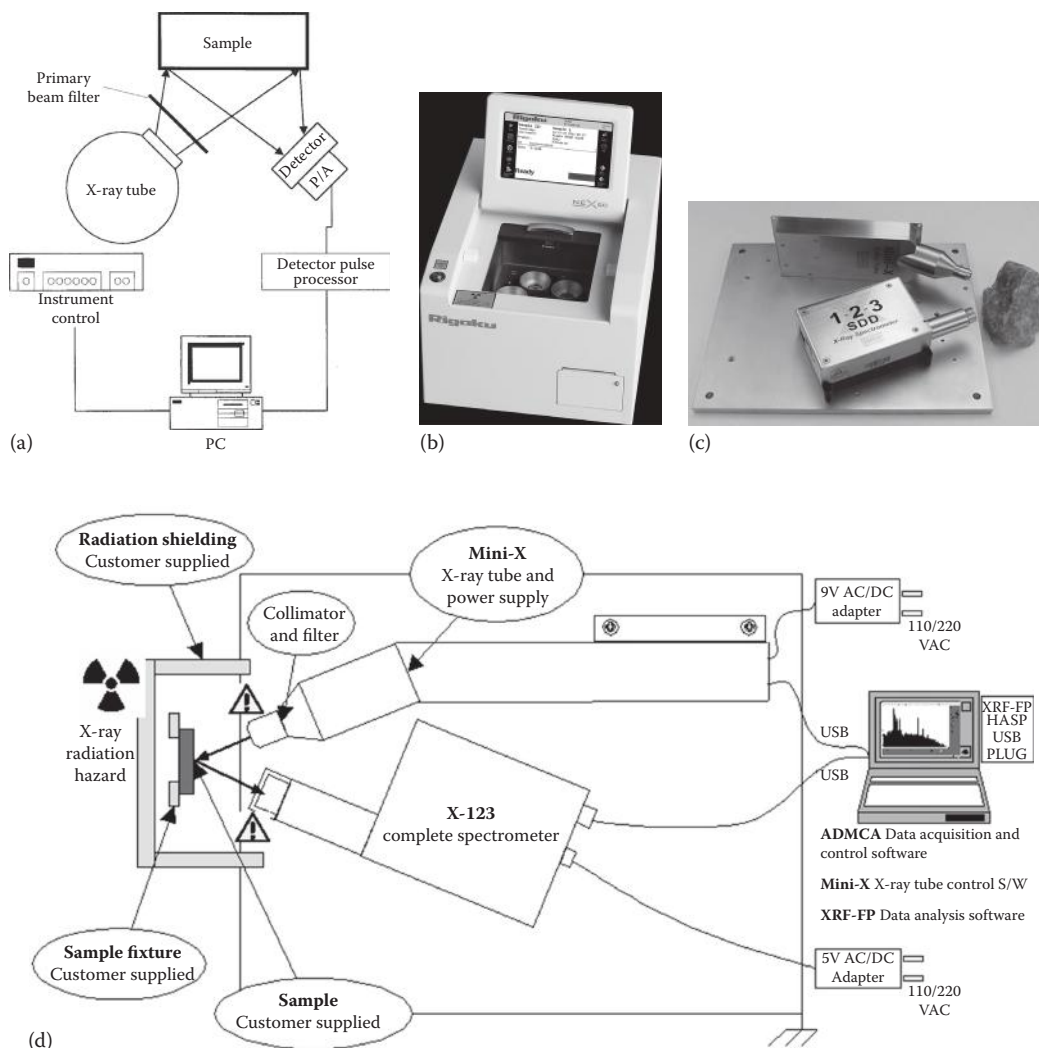 Sample
Primary
beam filter
X-ray tube
Detector
P/A
Instrument
control
Detector pulse
processor
PC
(a)
Rigaku
Ready
NEX
Rigaku
(b)
1-2-3
SDD
X-Ray Spectrometer
(c)
Radiation shielding
Customer supplied
Mini-X
X-ray tube and
power supply
Collimator
and filter
9V AC/DC
adapter
110/220
VAC
X-ray
radiation
hazard
USB
USB
XRF-FP
HASP
USB
PLUG
X-123
complete spectrometer
ADMCA Data acquisition and
control software
Mini-X X-ray tube control S/W
XRF-FP Data analysis software
Sample fixture
Customer supplied
Sample
Customer supplied
5V AC/DC
Adapter
110/220
VAC
(d)